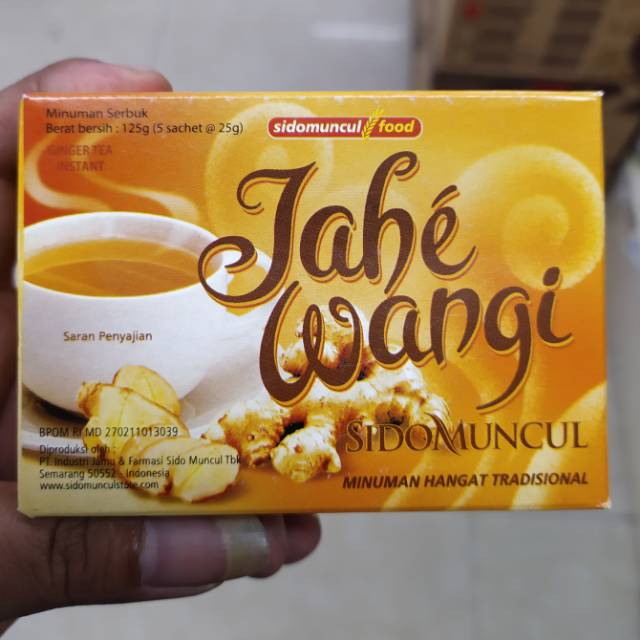 Minuman Serbuk
Berat bersih : 125g (5 sachet @ 25g)
GINGER TEA
INSTANT
sidomuncul food
Jahé
Wangi
Saran Penyajian
SIDOMUNCUL
MINUMAN HANGAT TRADISIONAL
BPOM RI MD 270211013039
Diproduksi oleh :
PT. Industri Jamu & Farmasi Sido Muncul Tbk
Semarang 50552 - Indonesia
www.sidomunculstore.com